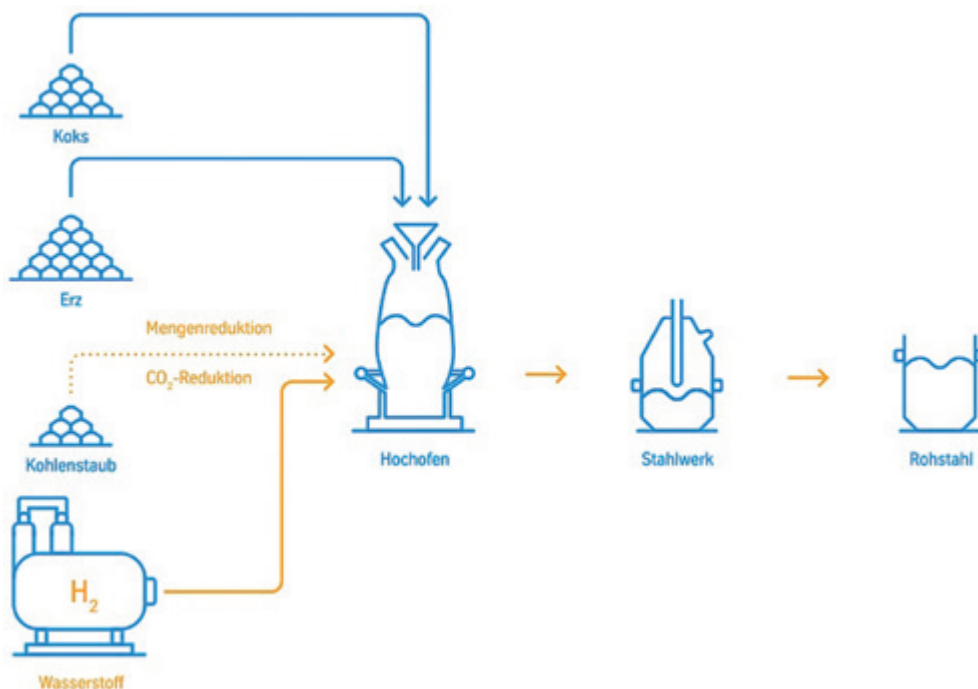 Koks
Erz
Mengenreduktion
CO₂-Reduktion
Kohlenstaub
Hochofen
Stahlwerk
Rohstahl
H₂
Wasserstoff